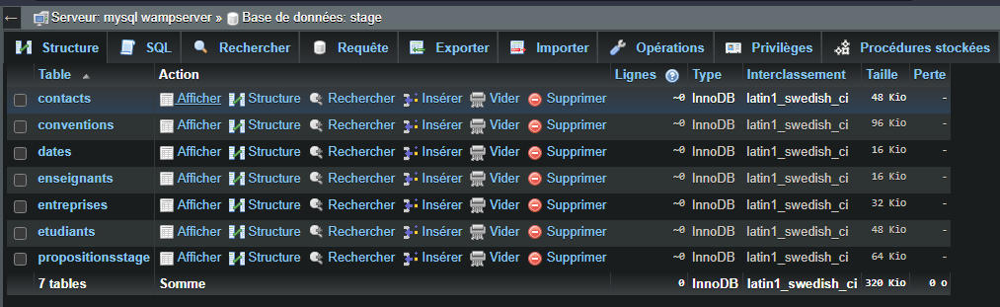 Serveur: mysql wampserver » Base de données: stage
Structure SQL Rechercher Requête Exporter Importer Opérations Privilèges Procédures stockées
Table Action Lignes Type Interclassement Taille Perte
contacts Afficher Structure Rechercher Insérer Vider Supprimer ~0 InnoDB latin1_swedish_ci 48 Kio -
conventions Afficher Structure Rechercher Insérer Vider Supprimer ~0 InnoDB latin1_swedish_ci 96 Kio -
dates Afficher Structure Rechercher Insérer Vider Supprimer ~0 InnoDB latin1_swedish_ci 16 Kio -
enseignants Afficher Structure Rechercher Insérer Vider Supprimer ~0 InnoDB latin1_swedish_ci 16 Kio -
entreprises Afficher Structure Rechercher Insérer Vider Supprimer ~0 InnoDB latin1_swedish_ci 32 Kio -
etudiants Afficher Structure Rechercher Insérer Vider Supprimer ~0 InnoDB latin1_swedish_ci 48 Kio -
propositionsstage Afficher Structure Rechercher Insérer Vider Supprimer ~0 InnoDB latin1_swedish_ci 64 Kio -
7 tables Somme 0 InnoDB latin1_swedish_ci 320 Kio 0 o